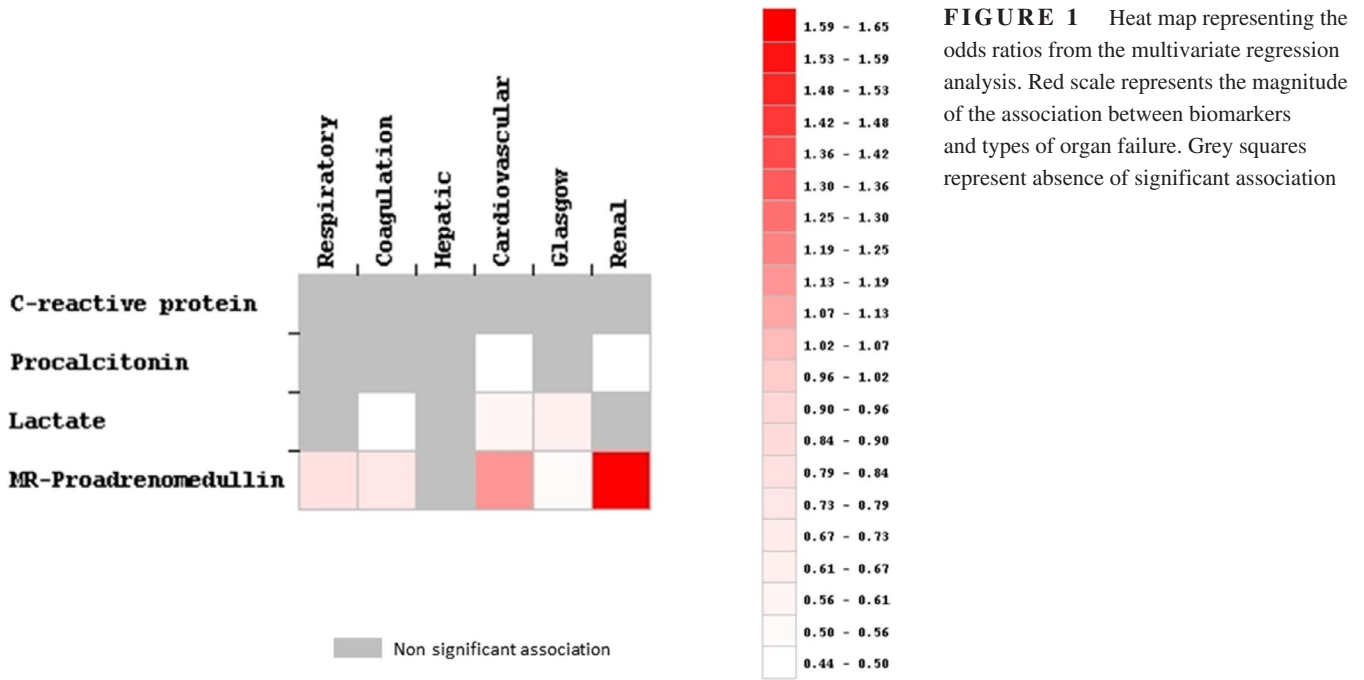 Respiratory
Coagulation
Hepatic
Cardiovascular
Glasgow
Renal
C-reactive protein
Procalcitonin
Lactate
MR-Proadrenomedullin
Non significant association
1.59 - 1.65
1.53 - 1.59
1.48 - 1.53
1.42 - 1.48
1.36 - 1.42
1.30 - 1.36
1.25 - 1.30
1.19 - 1.25
1.13 - 1.19
1.07 - 1.13
1.02 - 1.07
0.96 - 1.02
0.90 - 0.96
0.84 - 0.90
0.79 - 0.84
0.73 - 0.79
0.67 - 0.73
0.61 - 0.67
0.56 - 0.61
0.50 - 0.56
0.44 - 0.50
FIGURE 1 Heat map representing the
odds ratios from the multivariate regression
analysis. Red scale represents the magnitude
of the association between biomarkers
and types of organ failure. Grey squares
represent absence of significant association